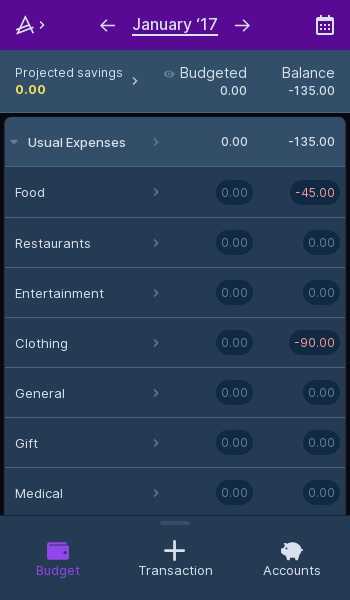 January ‘17
Projected savings Budgeted Balance
0.00 0.00 -135.00
Usual Expenses 0.00 -135.00
Food 0.00 -45.00
Restaurants 0.00 0.00
Entertainment 0.00 0.00
Clothing 0.00 -90.00
General 0.00 0.00
Gift 0.00 0.00
Medical 0.00 0.00
Budget Transaction Accounts